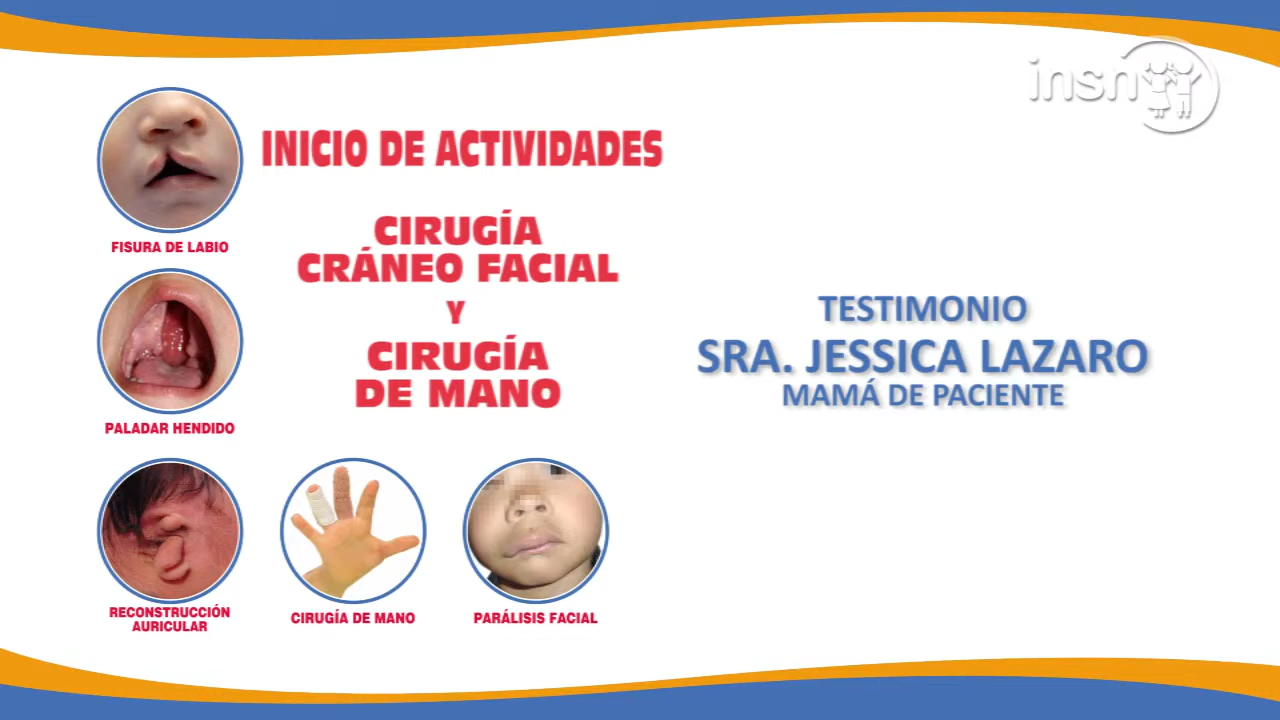 insn
INICIO DE ACTIVIDADES
CIRUGÍA
CRÁNEO FACIAL
Y
CIRUGÍA
DE MANO
FISURA DE LABIO
PALADAR HENDIDO
RECONSTRUCCIÓN
AURICULAR
CIRUGÍA DE MANO
PARÁLISIS FACIAL
TESTIMONIO
SRA. JESSICA LAZARO
MAMÁ DE PACIENTE